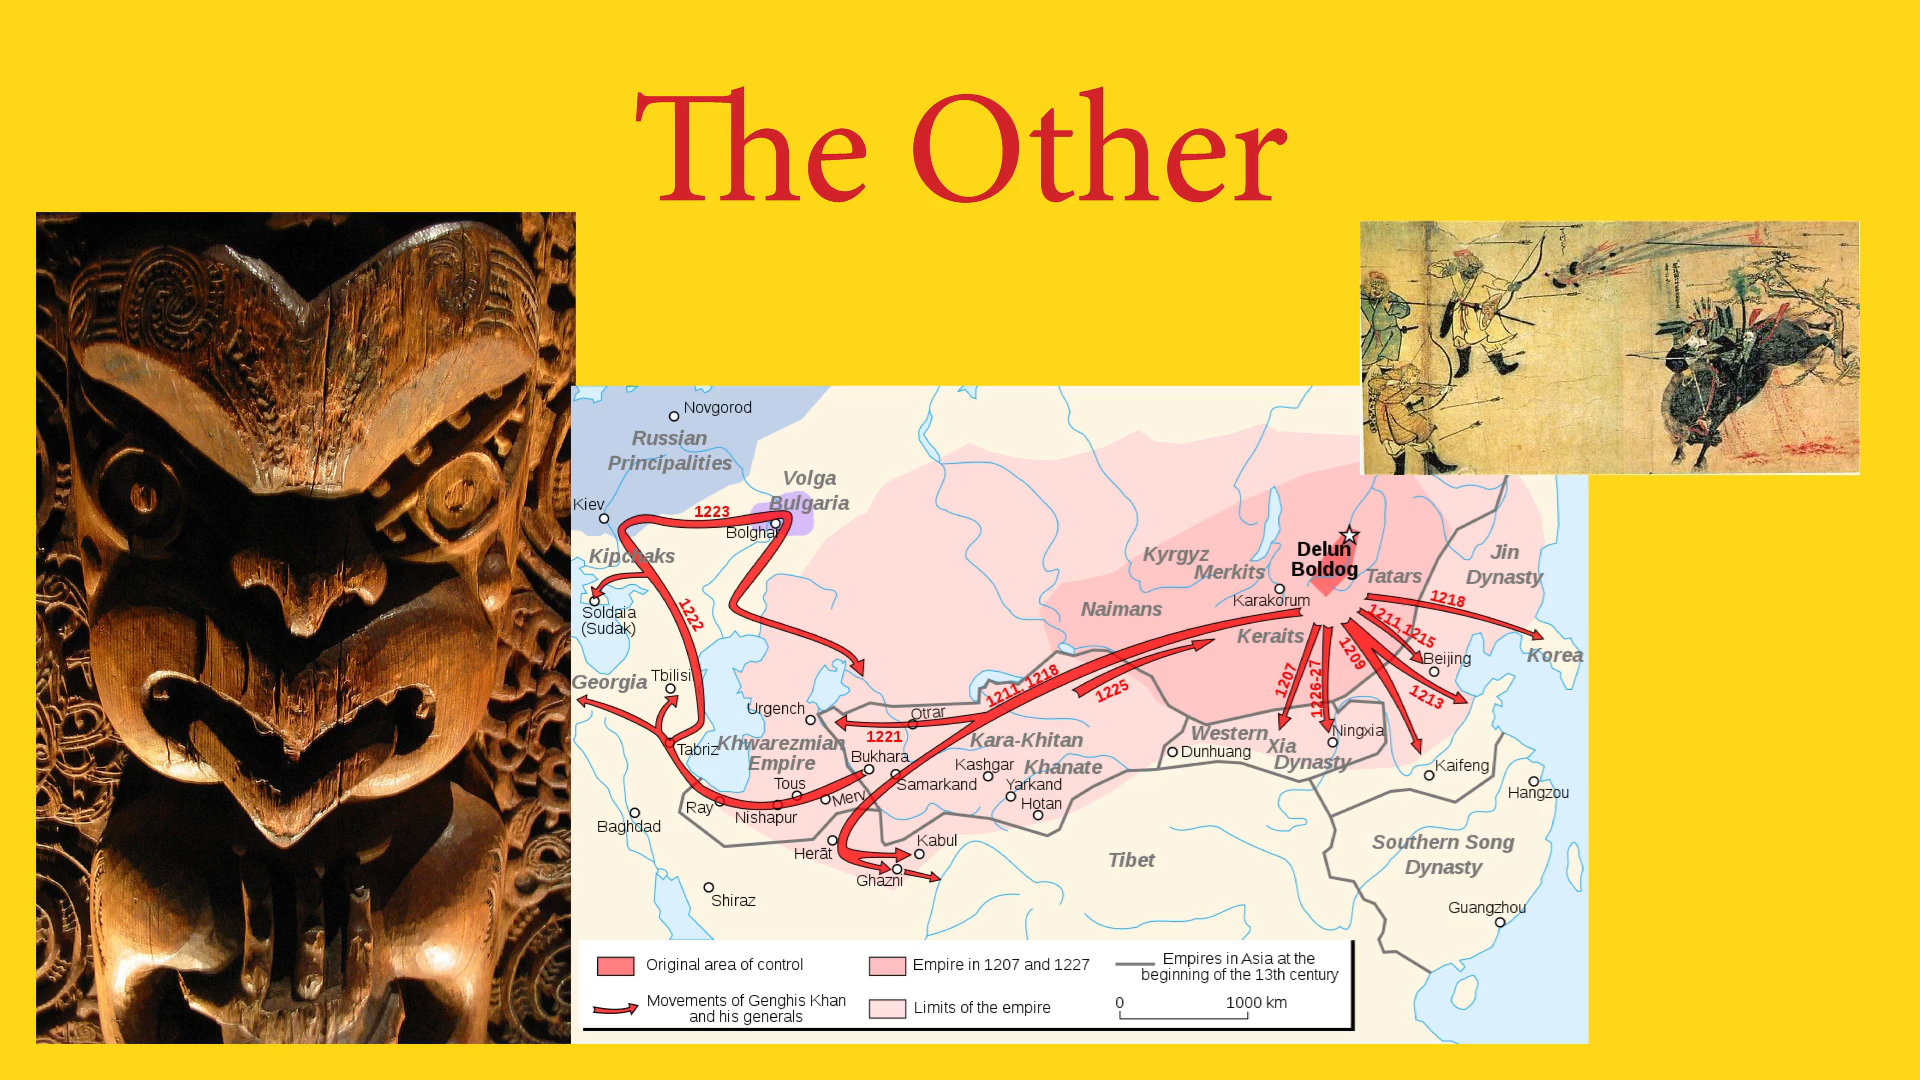 The Other
Novgorod
Russian
Principalities
Volga
Bulgaria
Kiev
1223
Bolghar
Kipchaks
Soldaia
(Sudak)
1222
Georgia
Tbilisi
Tabriz
Urgench
Khwarezmian
Empire
Otrar
1221
Bukhara
Samarkand
Tous
Merv
Ray
Nishapur
Baghdad
Herāt
Kabul
Ghazni
Shiraz
1211, 1218
1225
Kara-Khitan
Khanate
Kashgar
Yarkand
Hotan
Kyrgyz
Merkits
Naimans
Keraits
Karakorum
Delun
Boldog
Tatars
Jin
Dynasty
1218
1211,1215
1209
1207
1226-27
1213
Beijing
Korea
Western
Xia
Dynasty
Dunhuang
Ningxia
Kaifeng
Hangzou
Southern Song
Dynasty
Tibet
Guangzhou
Original area of control
Movements of Genghis Khan
and his generals
Empire in 1207 and 1227
Limits of the empire
Empires in Asia at the
beginning of the 13th century
0 1000 km